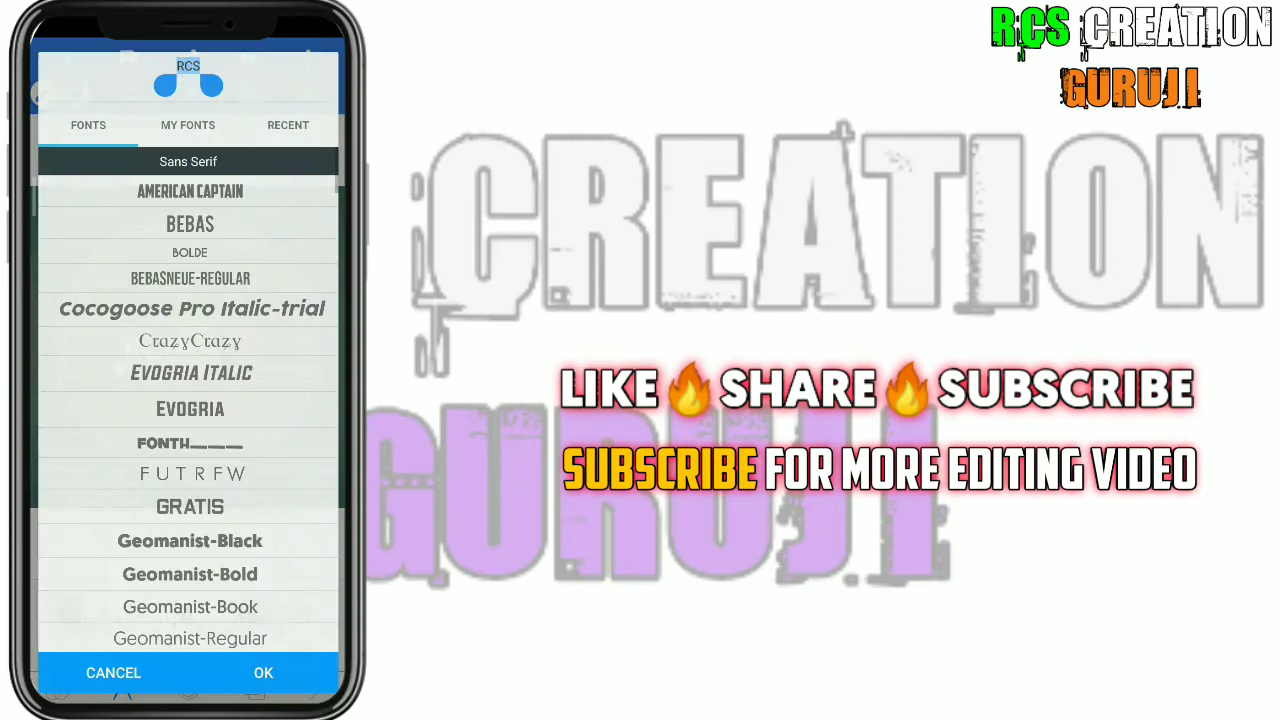 RCS
FONTS MY FONTS RECENT
Sans Serif
AMERICAN CAPTAIN
BEBAS
BOLDE
BEBASNEUE-REGULAR
Cocogoose Pro Italic-trial
CrazyCrazy
EVOGRIA ITALIC
EVOGRIA
FONTH____
FUTRFW
GRATIS
Geomanist-Black
Geomanist-Bold
Geomanist-Book
Geomanist-Regular
CANCEL OK
RCS CREATION
GURUJI
CREATION
LIKE🔥SHARE🔥SUBSCRIBE
SUBSCRIBE FOR MORE EDITING VIDEO
GURUJI